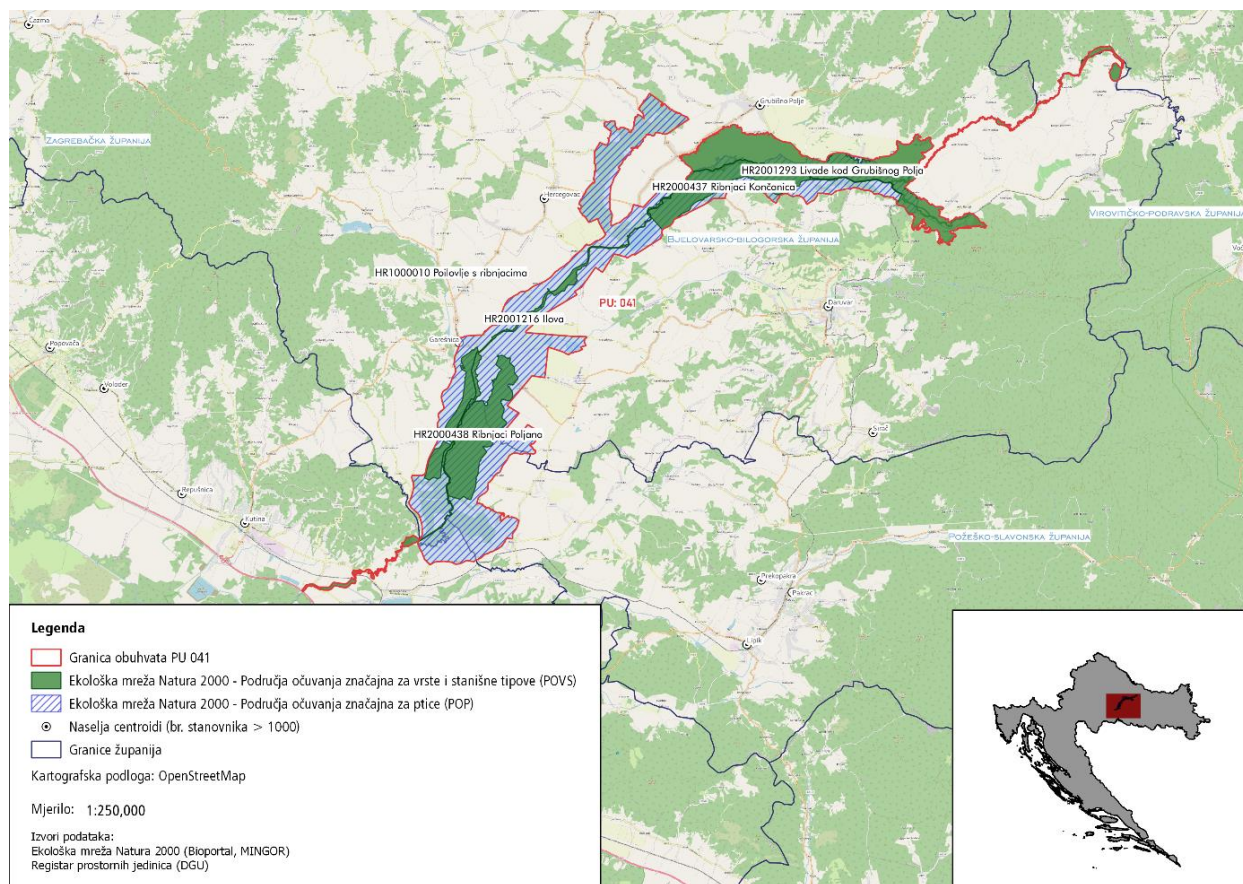 Čazma
Grubišno Polje
ZAGREBAČKA ŽUPANIJA
HR2001293 Livade kod Grubišnog Polja
HR2000437 Ribnjaci Končanica
Hercegovac
VIROVITIČKO-PODRAVSKA ŽUPANIJA
BJELOVARSKO-BILOGORSKA ŽUPANIJA
HR1000010 Poilovlje s ribnjacima
PU: 041
Daruvar
HR2001216 Ilova
Garešnica
Popovača
Voloder
HR2000438 Ribnjaci Poljana
Sirač
Repušnica
Kutina
POŽEŠKO-SLAVONSKA ŽUPANIJA
Prekopakra
Pakrac
Lipik
Legenda
Granica obuhvata PU 041
Ekološka mreža Natura 2000 - Područja očuvanja značajna za vrste i stanišne tipove (POVS)
Ekološka mreža Natura 2000 - Područja očuvanja značajna za ptice (POP)
Naselja centroidi (br. stanovnika > 1000)
Granice županija
Kartografska podloga: OpenStreetMap
Mjerilo: 1:250,000
Izvori podataka:
Ekološka mreža Natura 2000 (Bioportal, MINGOR)
Registar prostornih jedinica (DGU)